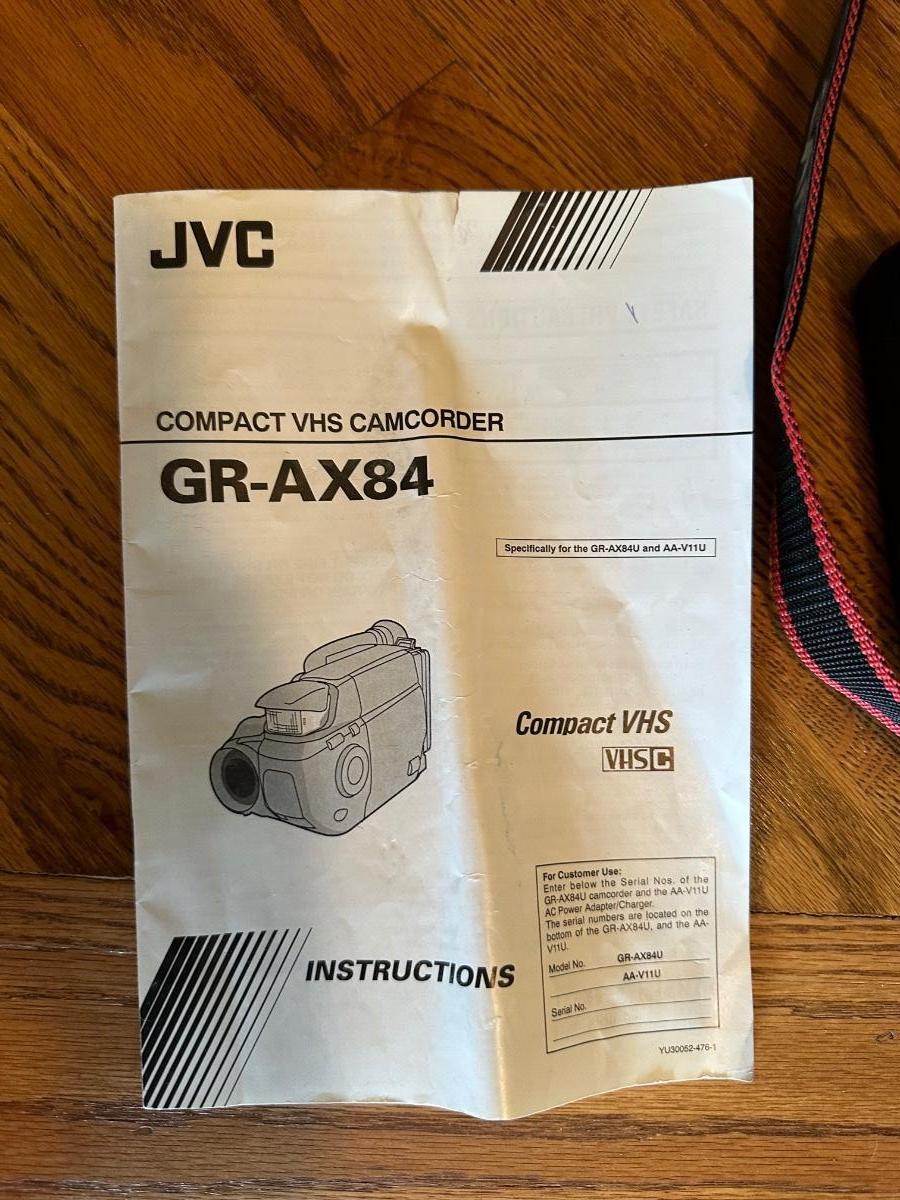 JVC
COMPACT VHS CAMCORDER
GR-AX84
Specifically for the GR-AX84U and AA-V11U
Compact VHS
VHS C
For Customer Use:
Enter below the Serial Nos. of the
GR-AX84U camcorder and the AA-V11U
AC Power Adapter/Charger.
The serial numbers are located on the
bottom of the GR-AX84U, and the AA-
V11U.
Model No. GR-AX84U
AA-V11U
Serial No.
INSTRUCTIONS
YU30052-476-1